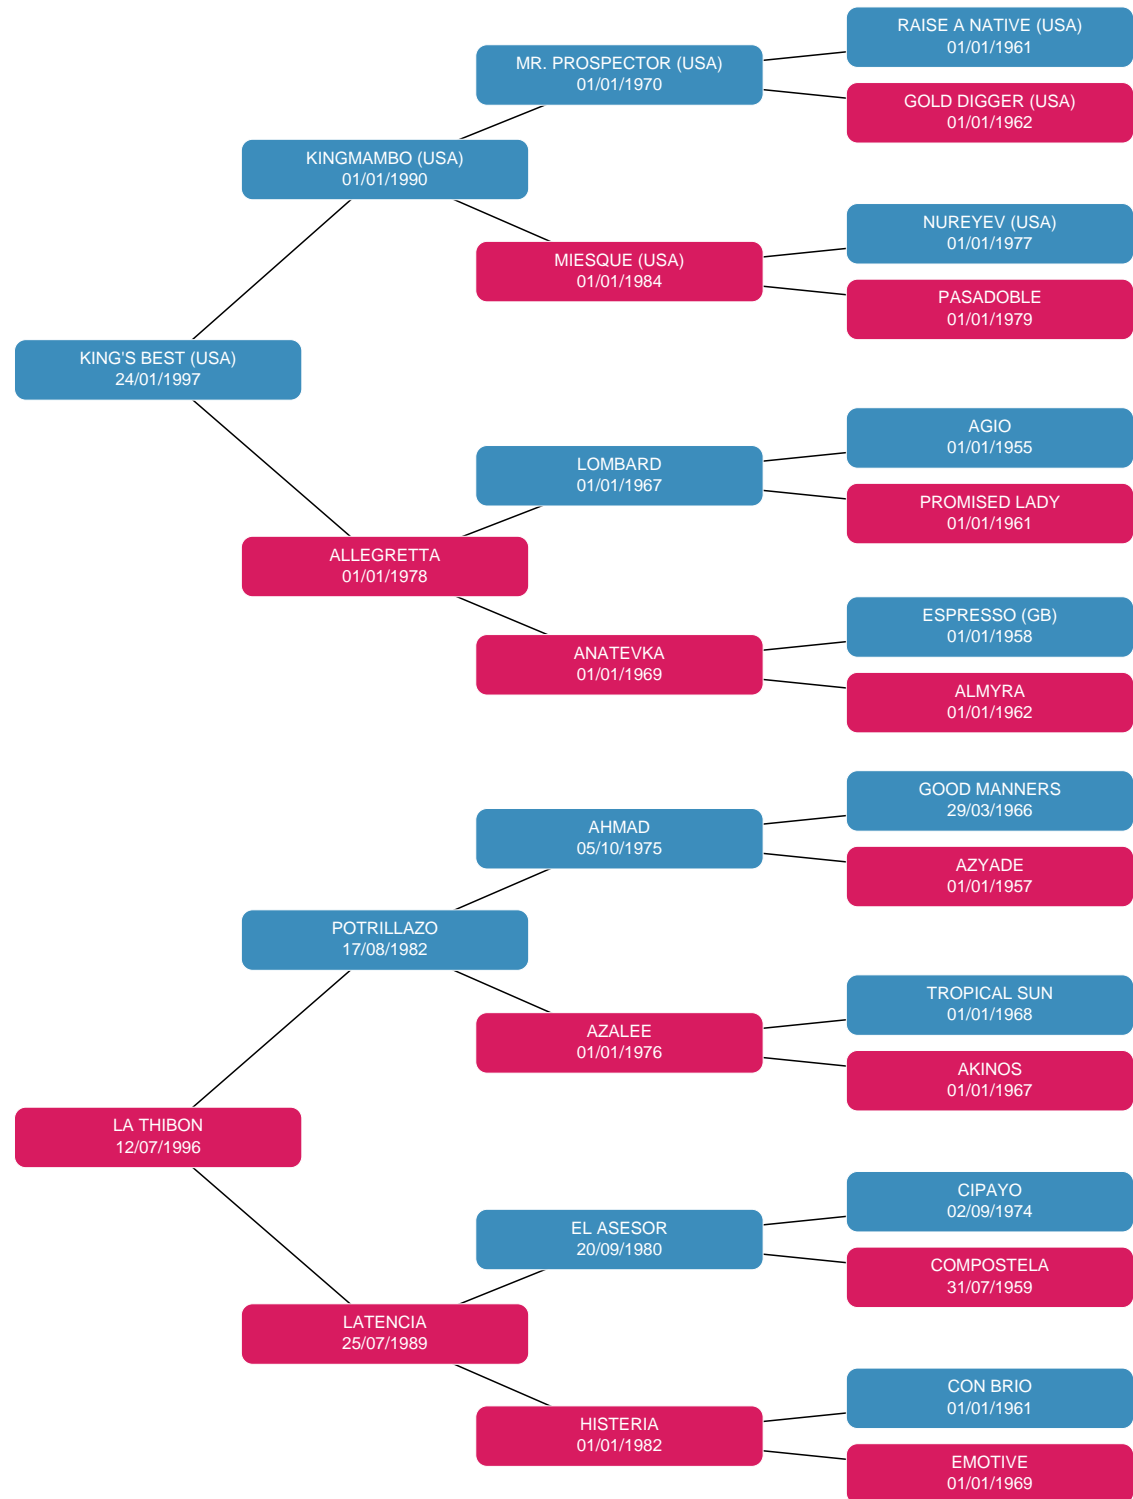 RAISE A NATIVE (USA)
01/01/1961
MR. PROSPECTOR (USA)
01/01/1970
GOLD DIGGER (USA)
01/01/1962
KINGMAMBO (USA)
01/01/1990
NUREYEV (USA)
01/01/1977
MIESQUE (USA)
01/01/1984
PASADOBLE
01/01/1979
KING'S BEST (USA)
24/01/1997
AGIO
01/01/1955
LOMBARD
01/01/1967
PROMISED LADY
01/01/1961
ALLEGRETTA
01/01/1978
ESPRESSO (GB)
01/01/1958
ANATEVKA
01/01/1969
ALMYRA
01/01/1962
GOOD MANNERS
29/03/1966
AHMAD
05/10/1975
AZYADE
01/01/1957
POTRILLAZO
17/08/1982
TROPICAL SUN
01/01/1968
AZALEE
01/01/1976
AKINOS
01/01/1967
LA THIBON
12/07/1996
CIPAYO
02/09/1974
EL ASESOR
20/09/1980
COMPOSTELA
31/07/1959
LATENCIA
25/07/1989
CON BRIO
01/01/1961
HISTERIA
01/01/1982
EMOTIVE
01/01/1969